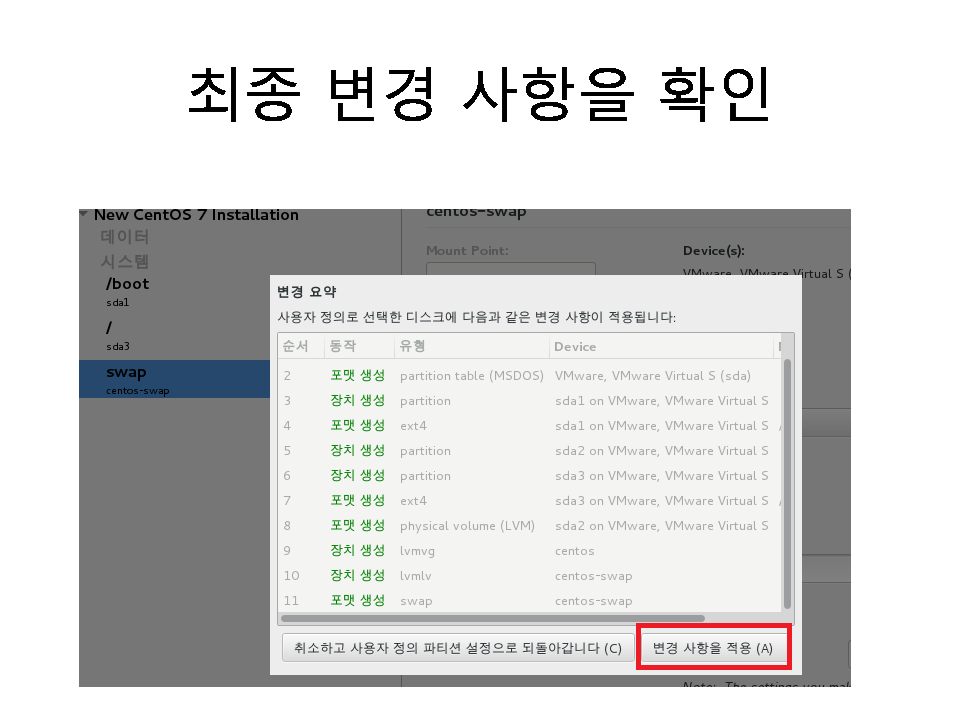 최종 변경 사항을 확인
New CentOS 7 Installation
데이터
시스템
/boot
sda1
/
sda3
swap
centos-swap
centos-swap
Mount Point:
Device(s):
VMware, VMware Virtual S (
변경 요약
사용자 정의로 선택한 디스크에 다음과 같은 변경 사항이 적용됩니다:
순서 동작 유형 Device
2 포맷 생성 partition table (MSDOS) VMware, VMware Virtual S (sda)
3 장치 생성 partition sda1 on VMware, VMware Virtual S
4 포맷 생성 ext4 sda1 on VMware, VMware Virtual S
5 장치 생성 partition sda2 on VMware, VMware Virtual S
6 장치 생성 partition sda3 on VMware, VMware Virtual S
7 포맷 생성 ext4 sda3 on VMware, VMware Virtual S
8 포맷 생성 physical volume (LVM) sda2 on VMware, VMware Virtual S
9 장치 생성 lvmvg centos
10 장치 생성 lvmlv centos-swap
11 포맷 생성 swap centos-swap
취소하고 사용자 정의 파티션 설정으로 되돌아갑니다 (C)
변경 사항을 적용 (A)
Note: The settings you mak